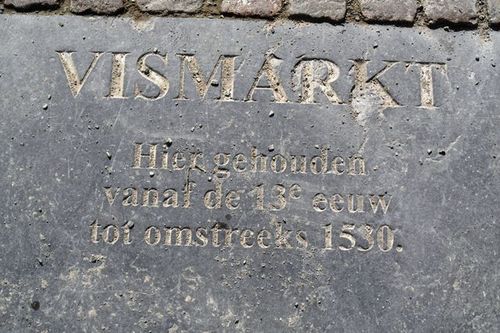 VISMARKT
Hier gehouden
vanaf de 13e eeuw
tot omstreeks 1530.